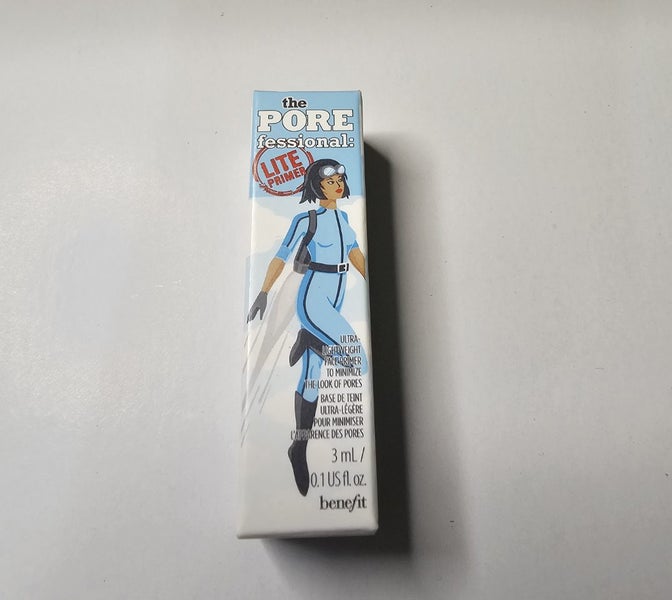 the
PORE
fessional:
LITE
PRIMER
ULTRA-
LIGHTWEIGHT
FACE PRIMER
TO MINIMIZE
THE LOOK OF PORES
BASE DE TEINT
ULTRA-LÉGÈRE
POUR MINIMISER
L'APPARENCE DES PORES
3 mL /
0.1 US fl. oz.
benefit